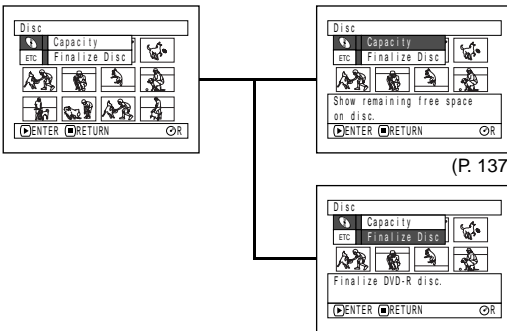 Disc
Capacity
ETC Finalize Disc
ENTER RETURN R
Disc
Capacity
ETC Finalize Disc
Show remaining free space
on disc.
ENTER RETURN R
(P. 137
Disc
Capacity
ETC Finalize Disc
Finalize DVD-R disc.
ENTER RETURN R